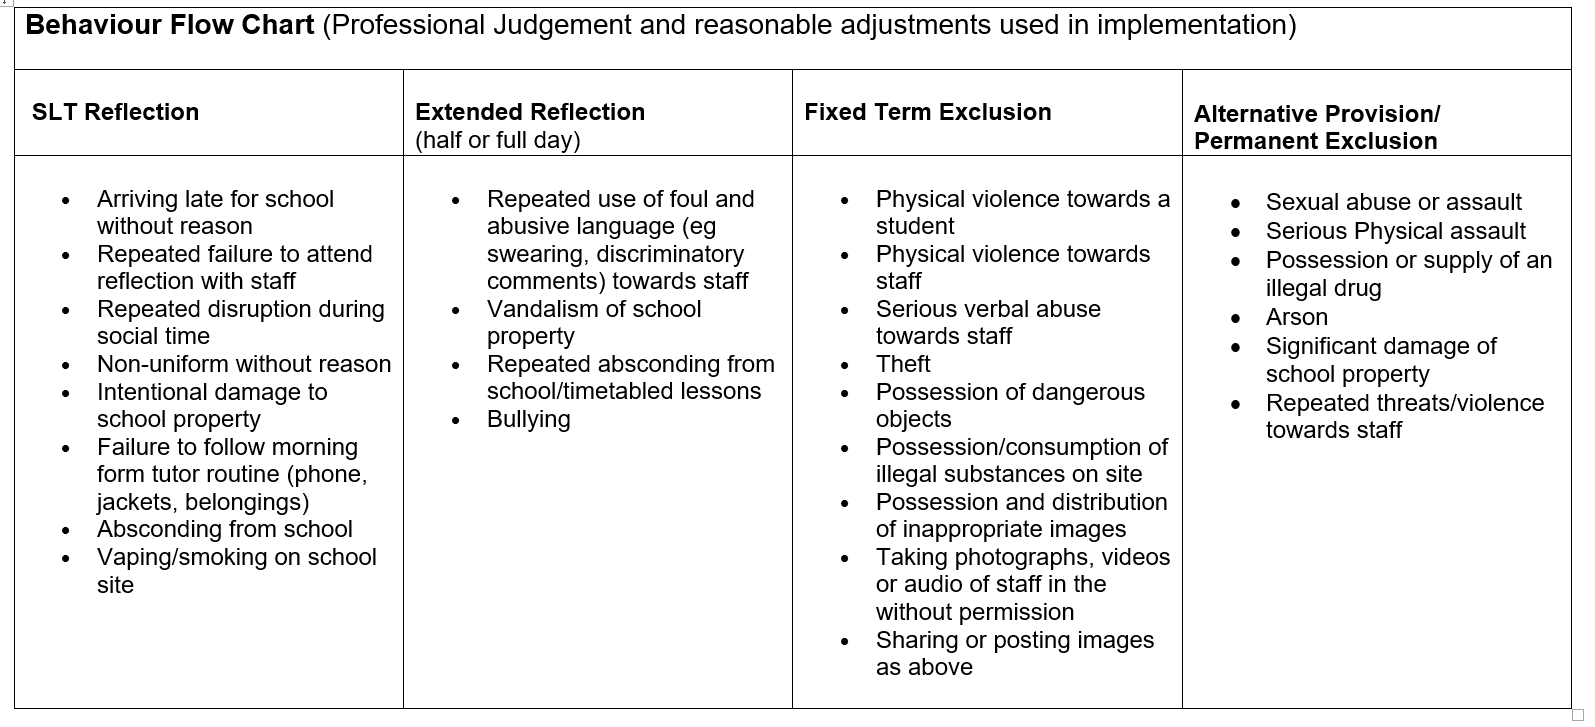 Behaviour Flow Chart (Professional Judgement and reasonable adjustments used in implementation)
SLT Reflection
Extended Reflection
(half or full day)
Fixed Term Exclusion
Alternative Provision/
Permanent Exclusion
• Arriving late for school
without reason
• Repeated failure to attend
reflection with staff
• Repeated disruption during
social time
• Non-uniform without reason
• Intentional damage to
school property
• Failure to follow morning
form tutor routine (phone,
jackets, belongings)
• Absconding from school
• Vaping/smoking on school
site
• Repeated use of foul and
abusive language (eg
swearing, discriminatory
comments) towards staff
• Vandalism of school
property
• Repeated absconding from
school/timetabled lessons
• Bullying
• Physical violence towards a
student
• Physical violence towards
staff
• Serious verbal abuse
towards staff
• Theft
• Possession of dangerous
objects
• Possession/consumption of
illegal substances on site
• Possession and distribution
of inappropriate images
• Taking photographs, videos
or audio of staff in the
without permission
• Sharing or posting images
as above
• Sexual abuse or assault
• Serious Physical assault
• Possession or supply of an
illegal drug
• Arson
• Significant damage of
school property
• Repeated threats/violence
towards staff